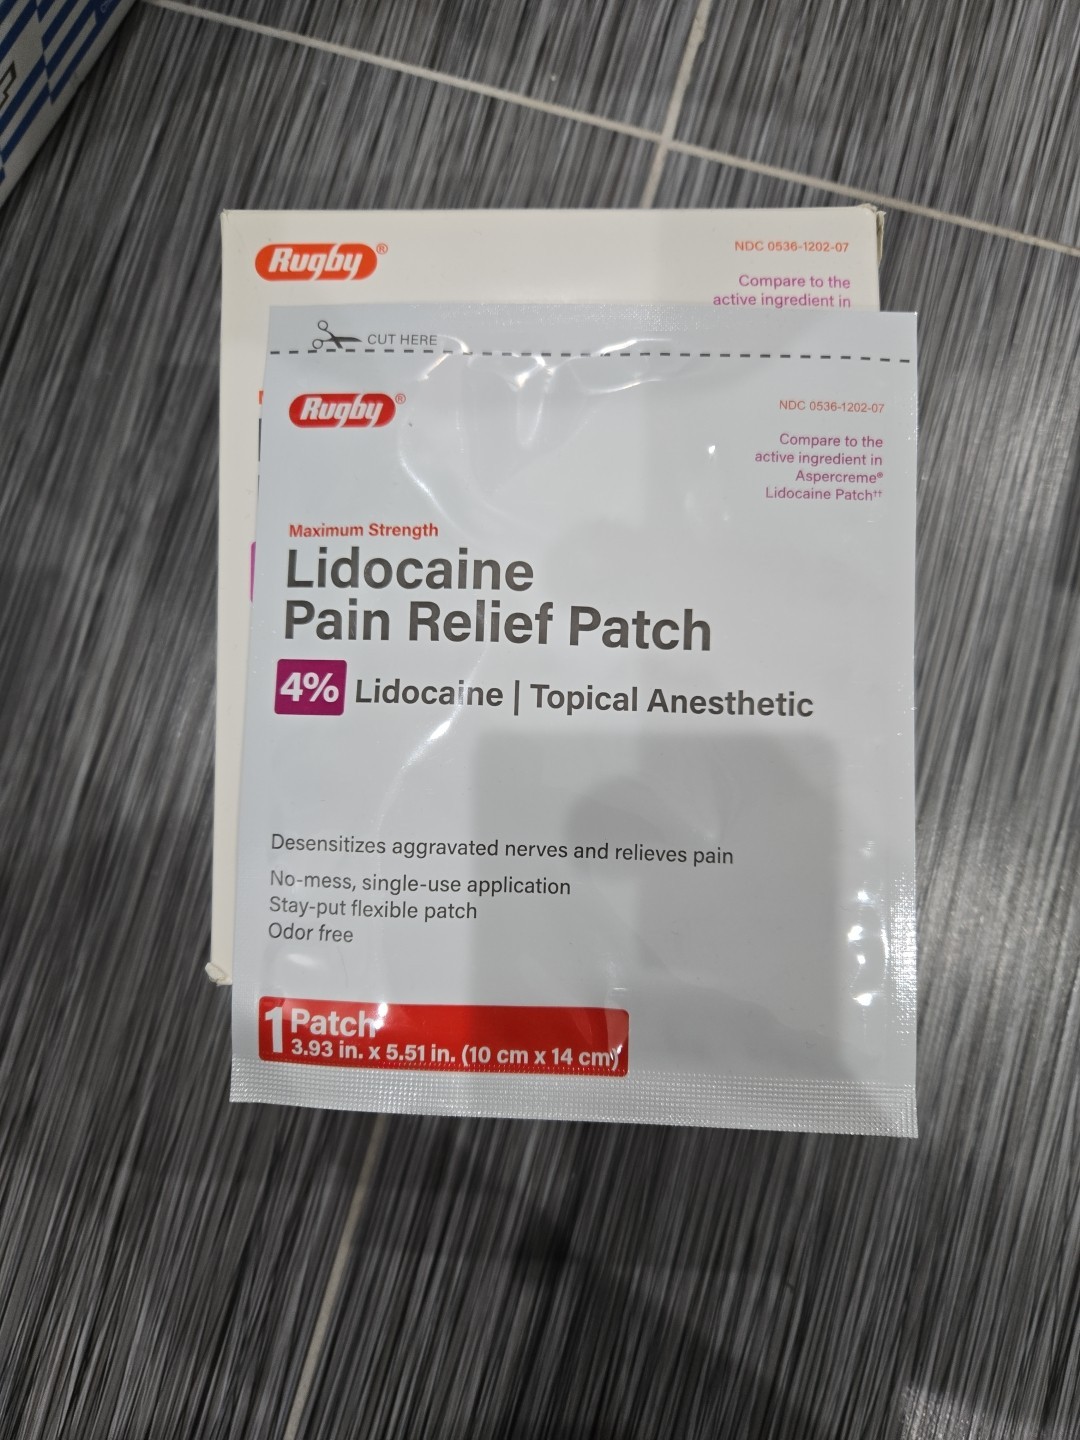 Rugby®
NDC 0536-1202-07
Compare to the
active ingredient in
CUT HERE
Rugby®
NDC 0536-1202-07
Compare to the
active ingredient in
Aspercreme®
Lidocaine Patch††
Maximum Strength
Lidocaine
Pain Relief Patch
4% Lidocaine | Topical Anesthetic
Desensitizes aggravated nerves and relieves pain
No-mess, single-use application
Stay-put flexible patch
Odor free
1 Patch
3.93 in. x 5.51 in. (10 cm x 14 cm)